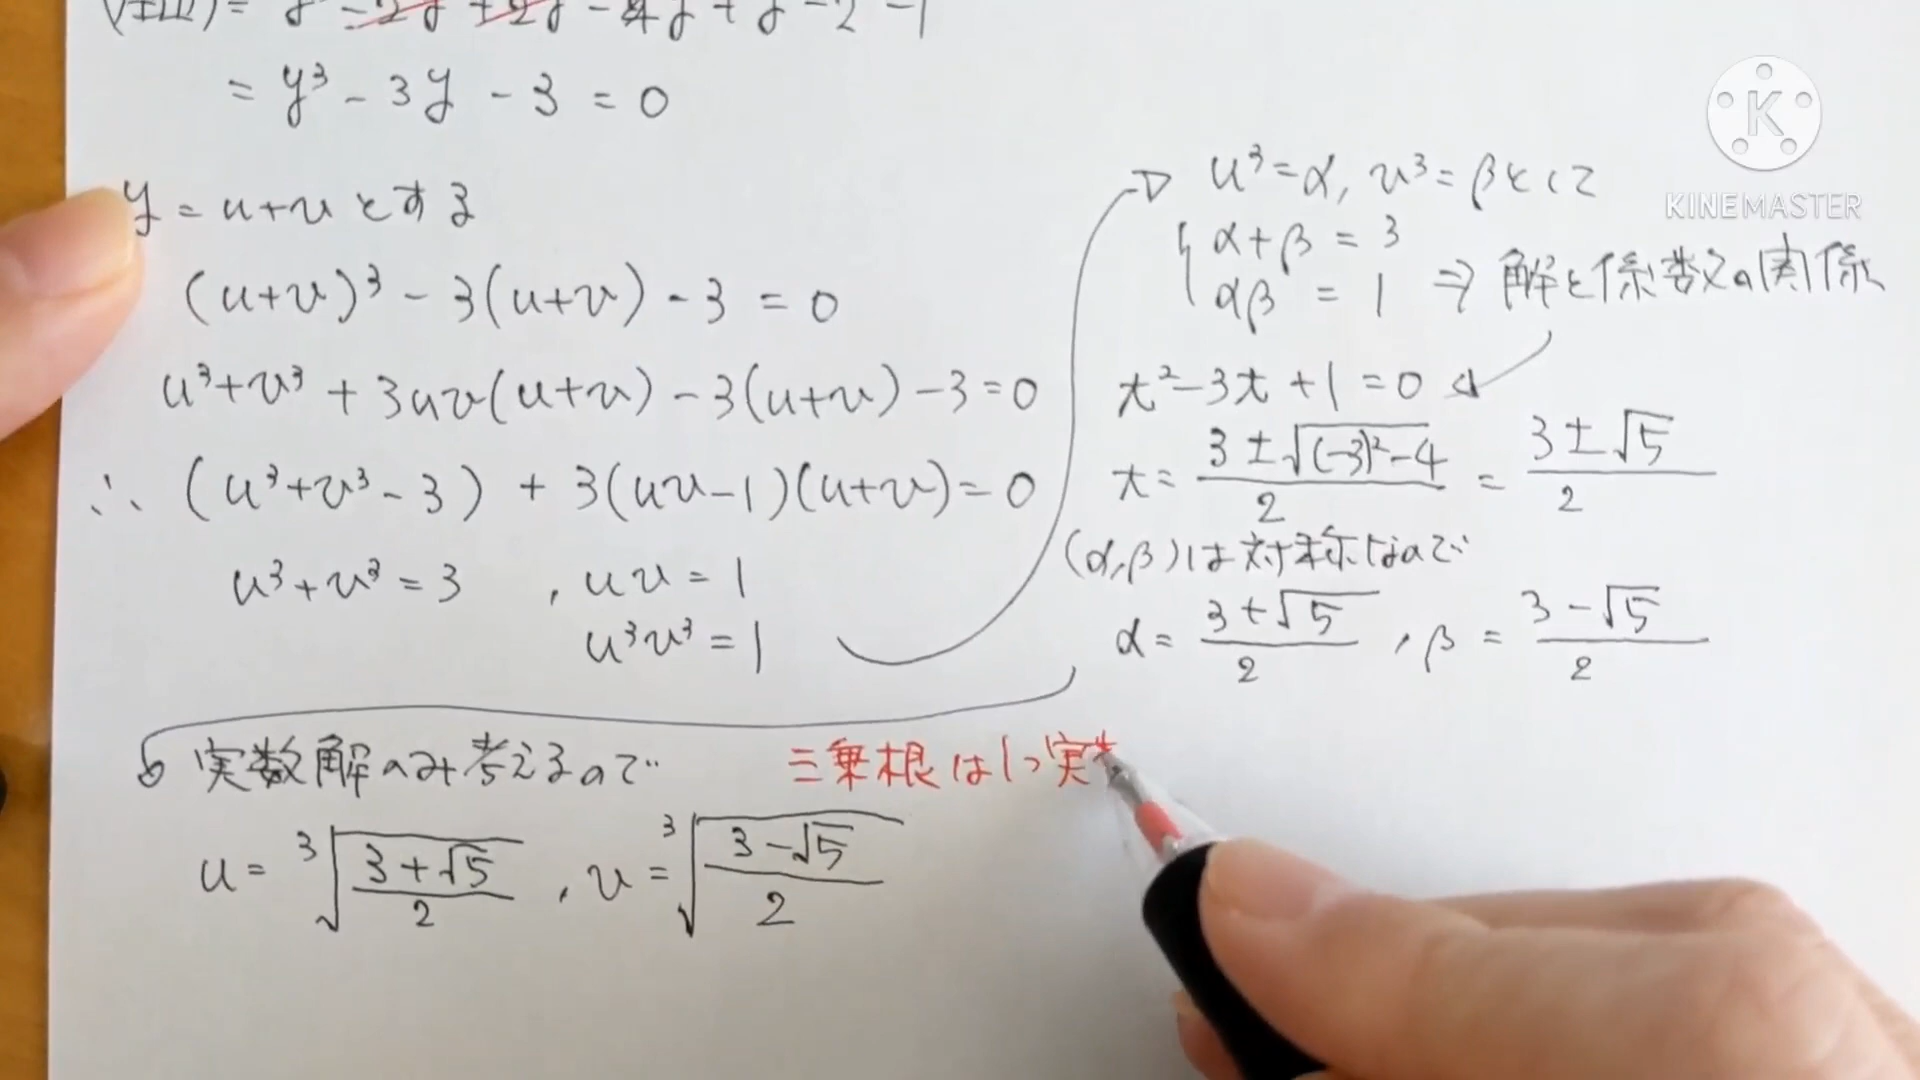 = y³ - 3y - 3 = 0
y = u+v とする
(u+v)³ - 3(u+v) - 3 = 0
u³+v³ + 3uv(u+v) - 3(u+v) - 3 = 0
∴ (u³+v³-3) + 3(uv-1)(u+v) = 0
u³+v³ = 3 , uv = 1
u³v³ = 1
u³=α, v³=βとして
{ α+β = 3
αβ = 1 ⇒ 解と係数の関係
t²-3t+1=0
t = (3±√((-3)²-4))/2 = (3±√5)/2
(α,β)は対称なので
α = (3+√5)/2 , β = (3-√5)/2
実数解のみ考えるので 三乗根は1つ実
u = ³√((3+√5)/2) , v = ³√((3-√5)/2)
K
KINEMASTER